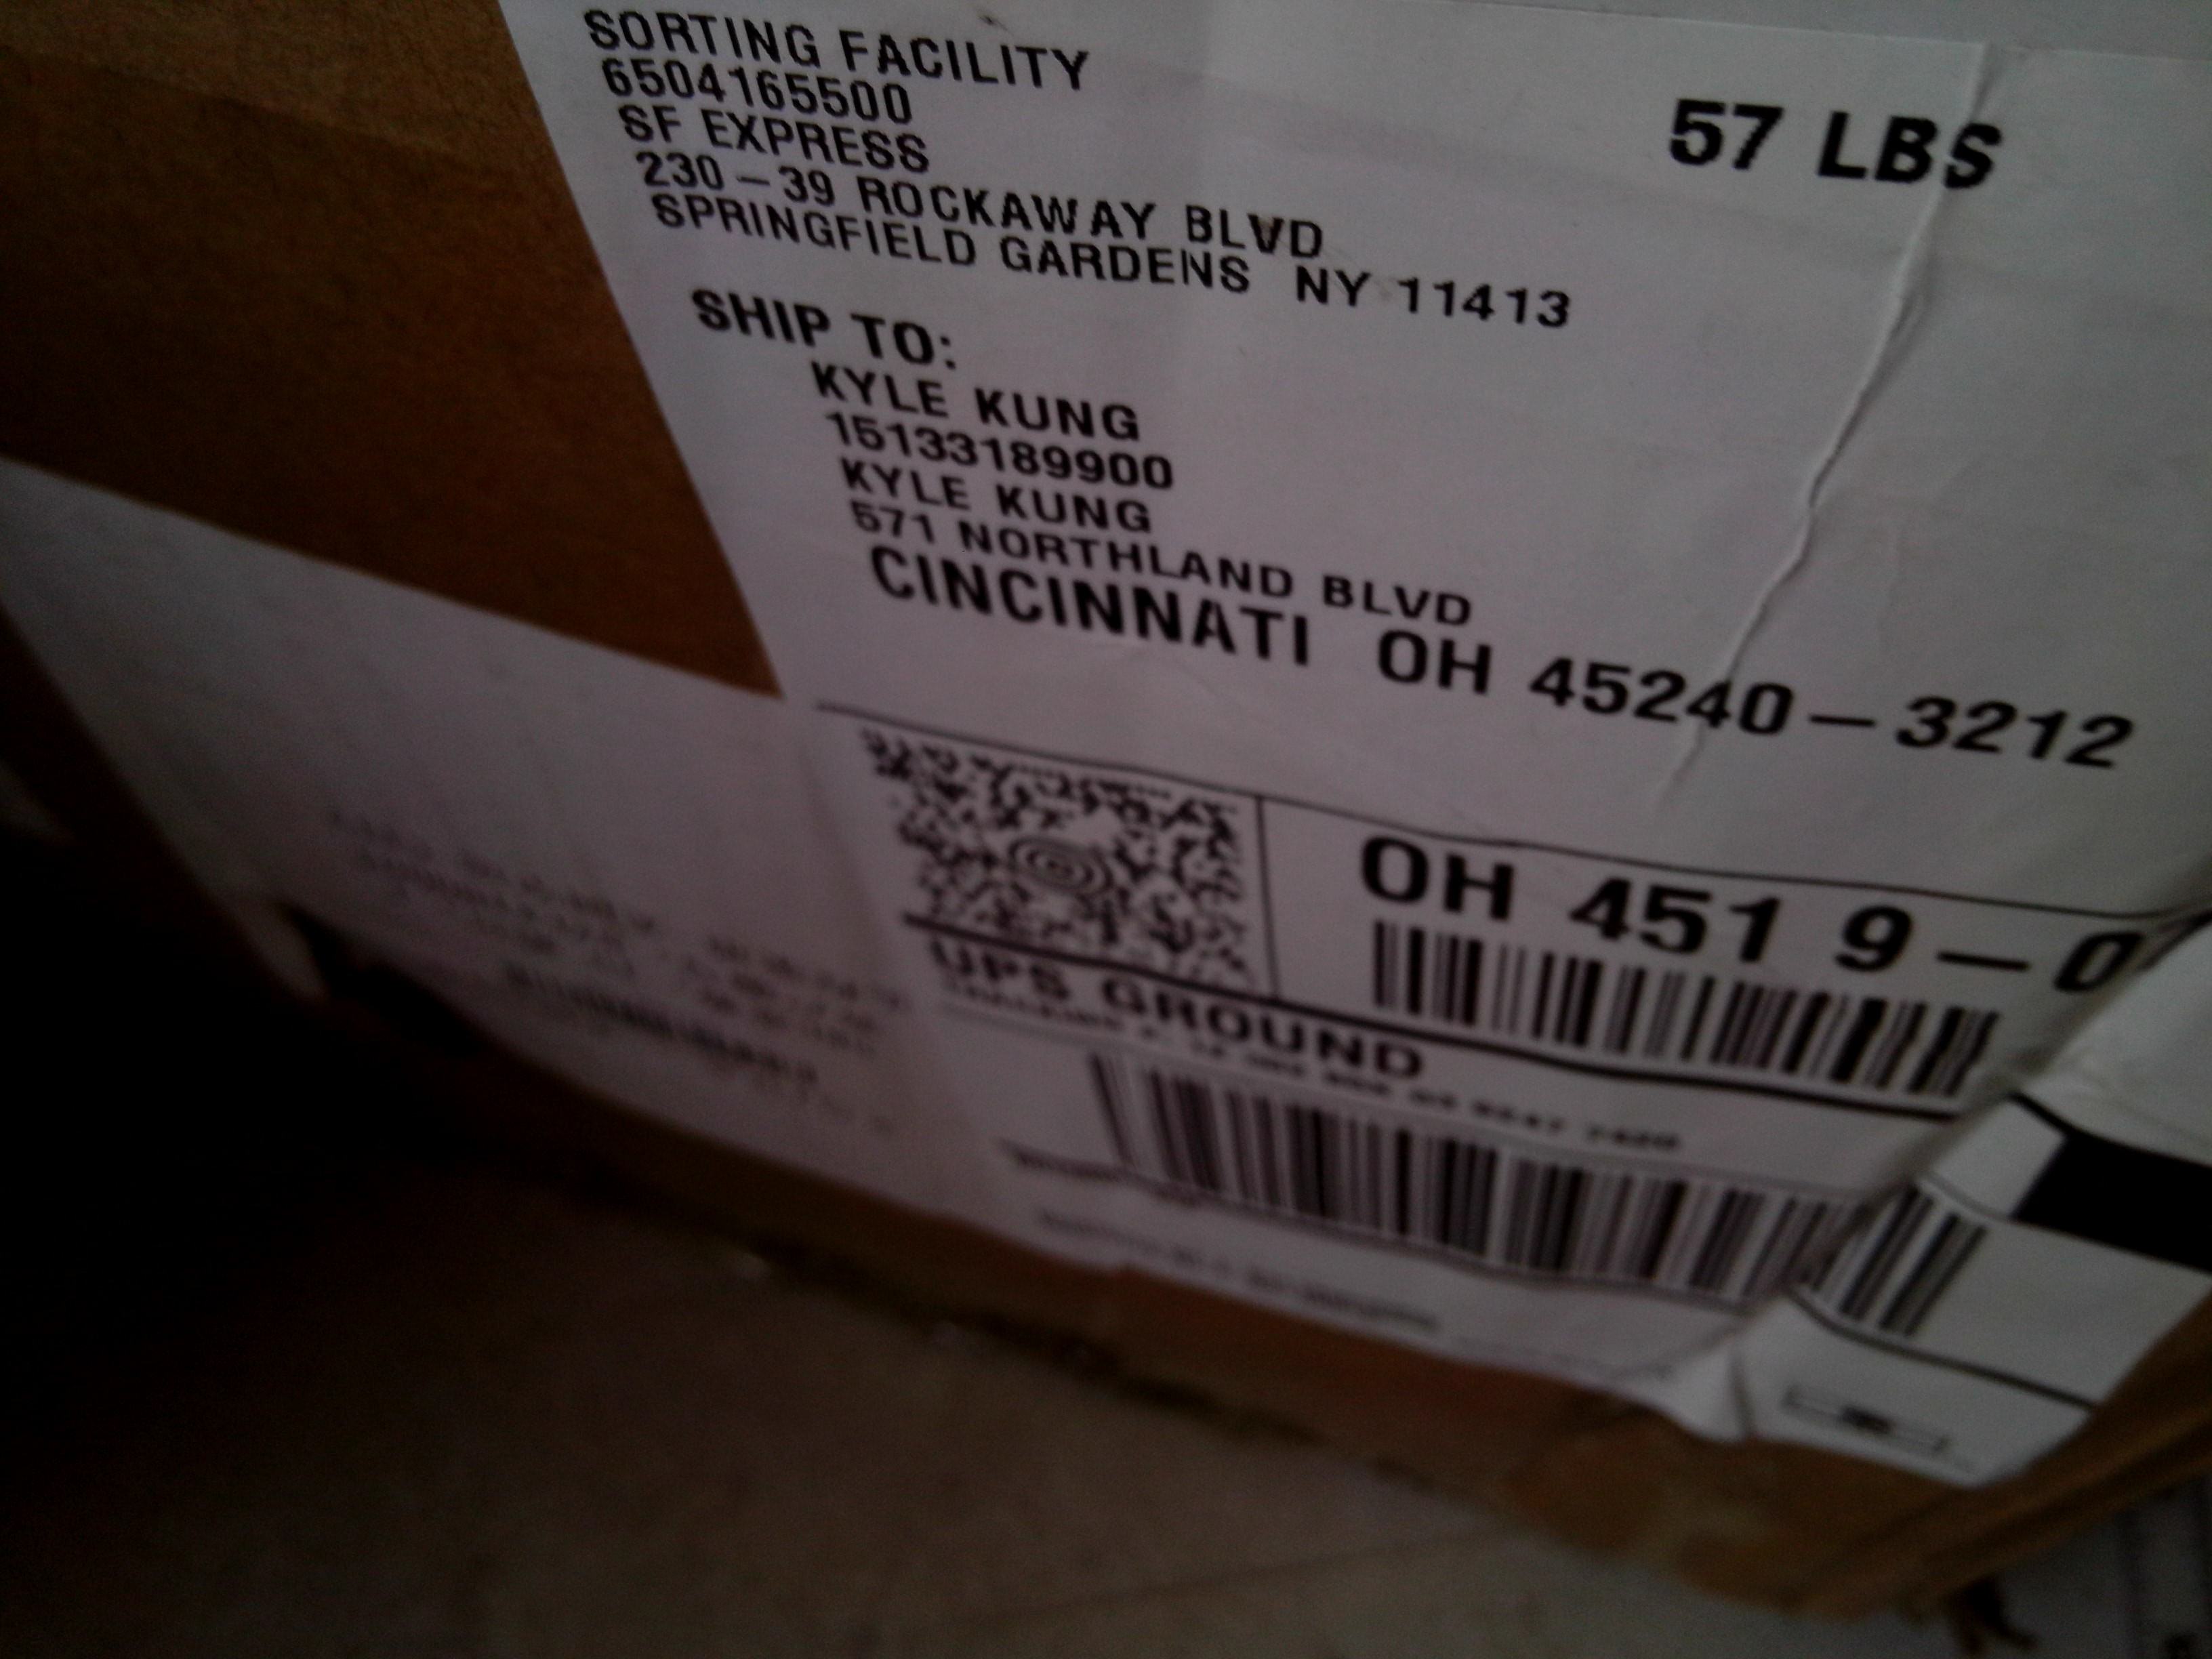 SORTING FACILITY
6504165500
SF EXPRESS
230-39 ROCKAWAY BLVD
SPRINGFIELD GARDENS NY 11413
57 LBS
SHIP TO:
KYLE KUNG
15133189900
KYLE KUNG
571 NORTHLAND BLVD
CINCINNATI OH 45240-3212
OH 451 9-0
UPS GROUND